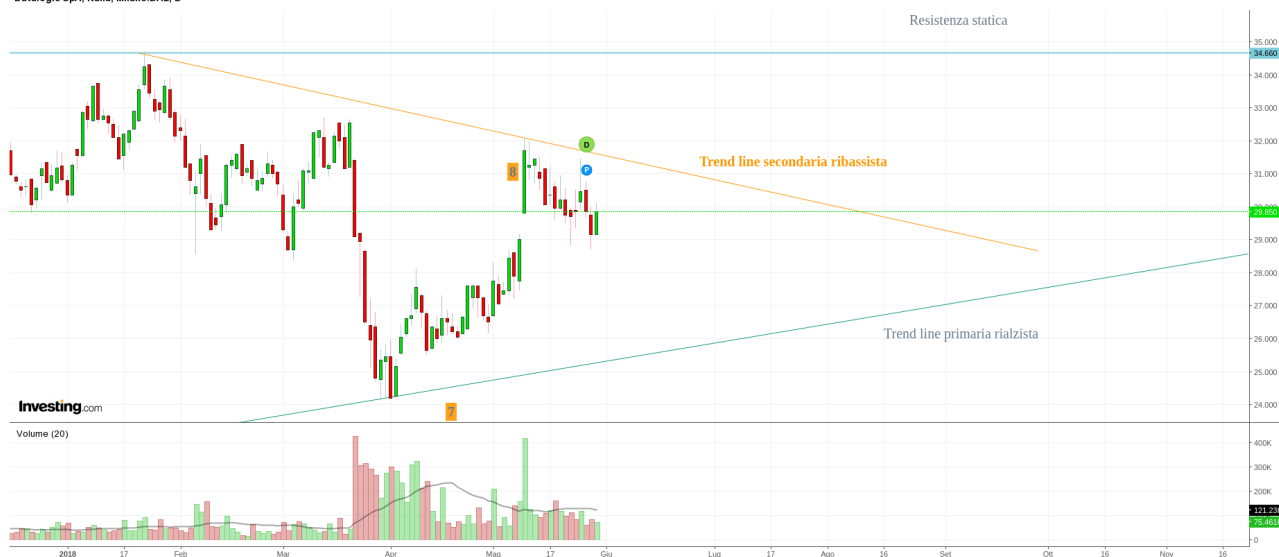 Resistenza statica
35.000
34.660
34.000
33.000
32.000
D
8
Trend line secondaria ribassista
P
31.000
29.850
29.000
28.000
27.000
Trend line primaria rialzista
26.000
25.000
Investing.com
7
24.000
Volume (20)
400K
300K
200K
121.23
75.461
0
2018 17 Feb Mar Apr Mag 17 Giu Lug 17 Ago 16 Set Ott 16 Nov 16